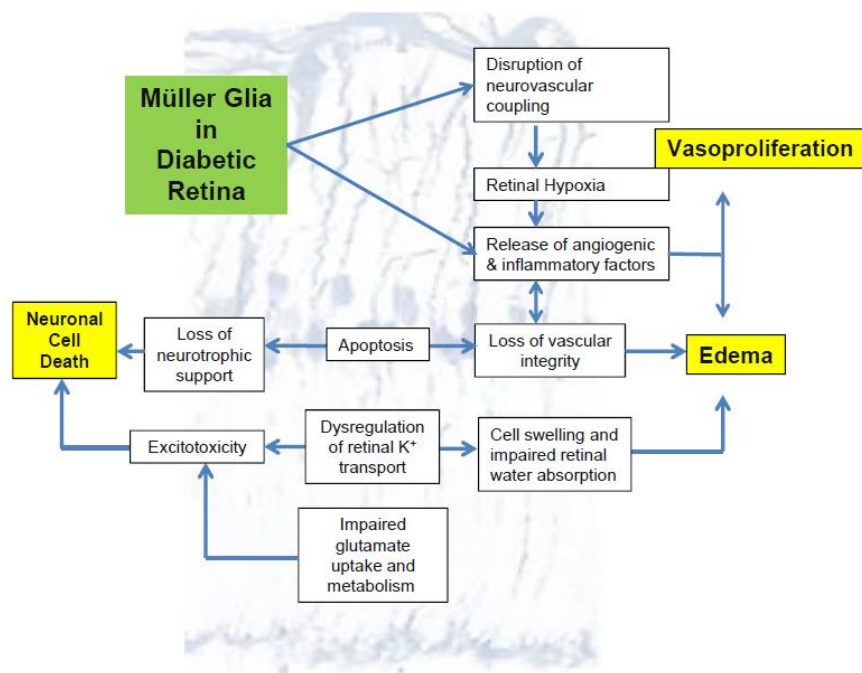 Müller Glia
in
Diabetic
Retina
Disruption of
neurovascular
coupling
Vasoproliferation
Retinal Hypoxia
Release of angiogenic
& inflammatory factors
Neuronal
Cell
Death
Loss of
neurotrophic
support
Apoptosis
Loss of vascular
integrity
Edema
Excitotoxicity
Dysregulation
of retinal K⁺
transport
Cell swelling and
impaired retinal
water absorption
Impaired
glutamate
uptake and
metabolism